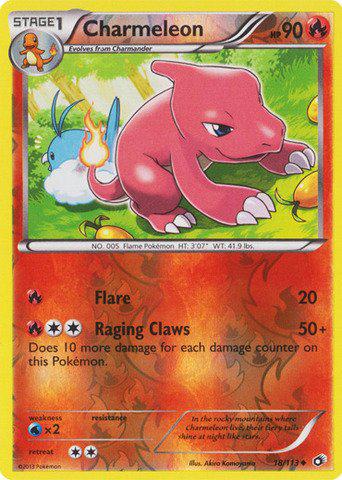 STAGE 1 Charmeleon HP 90
Evolves from Charmander
NO. 005 Flame Pokémon HT: 3'07" WT: 41.9 lbs.
Flare 20
Raging Claws 50+
Does 10 more damage for each damage counter on
this Pokémon.
weakness resistance
×2
retreat
In the rocky mountains where
Charmeleon live, their fiery tails
shine at night like stars.
©2013 Pokémon
Illus. Akira Komayama 18/113